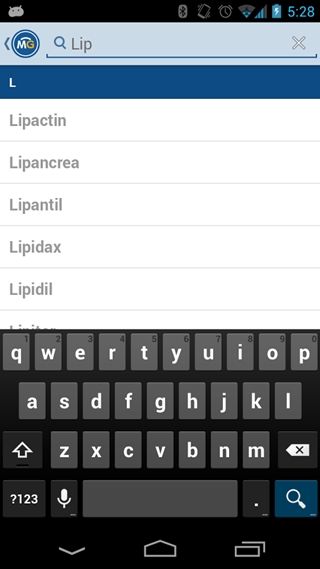 5:28
MG
Lip
L
Lipactin
Lipancrea
Lipantil
Lipidax
Lipidil
Lipitor
1 2 3 4 5 6 7 8 9 0
q w e r t y u i o p
a s d f g h j k l
z x c v b n m
?123 .